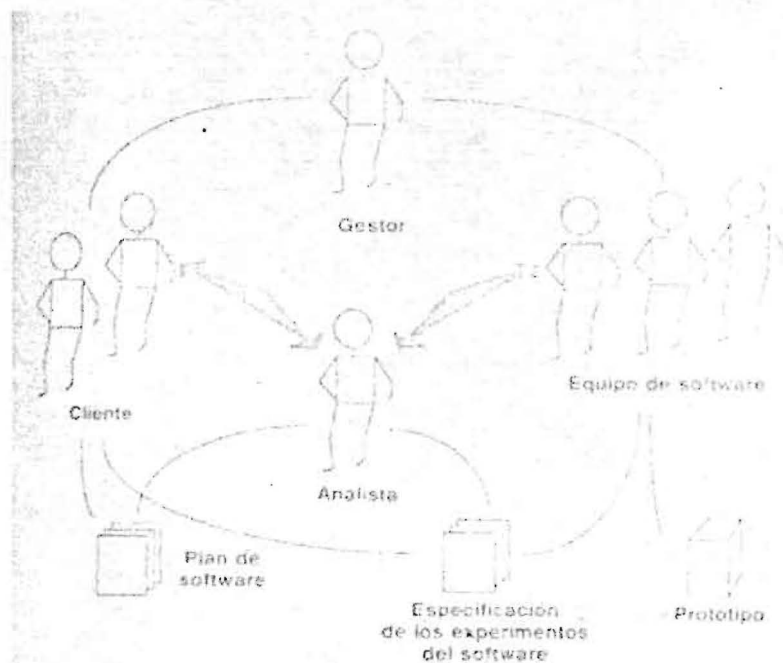 Gestor
Equipo de software
Cliente
Analista
Plan de
software
Especificación
de los experimentos
del software
Prototipo